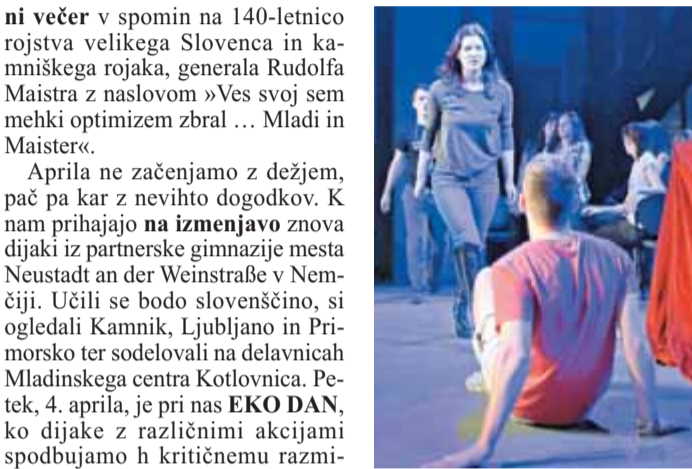 ni večer v spomin na 140-letnico
rojstva velikega Slovenca in ka-
mniškega rojaka, generala Rudolfa
Maistra z naslovom »Ves svoj sem
mehki optimizem zbral … Mladi in
Maister«.
Aprila ne začenjamo z dežjem,
pač pa kar z nevihto dogodkov. K
nam prihajajo na izmenjavo znova
dijaki iz partnerske gimnazije mesta
Neustadt an der Weinstraße v Nem-
čiji. Učili se bodo slovenščino, si
ogledali Kamnik, Ljubljano in Pri-
morsko ter sodelovali na delavnicah
Mladinskega centra Kotlovnica. Pe-
tek, 4. aprila, je pri nas EKO DAN,
ko dijake z različnimi akcijami
spodbujamo h kritičnemu razmi-